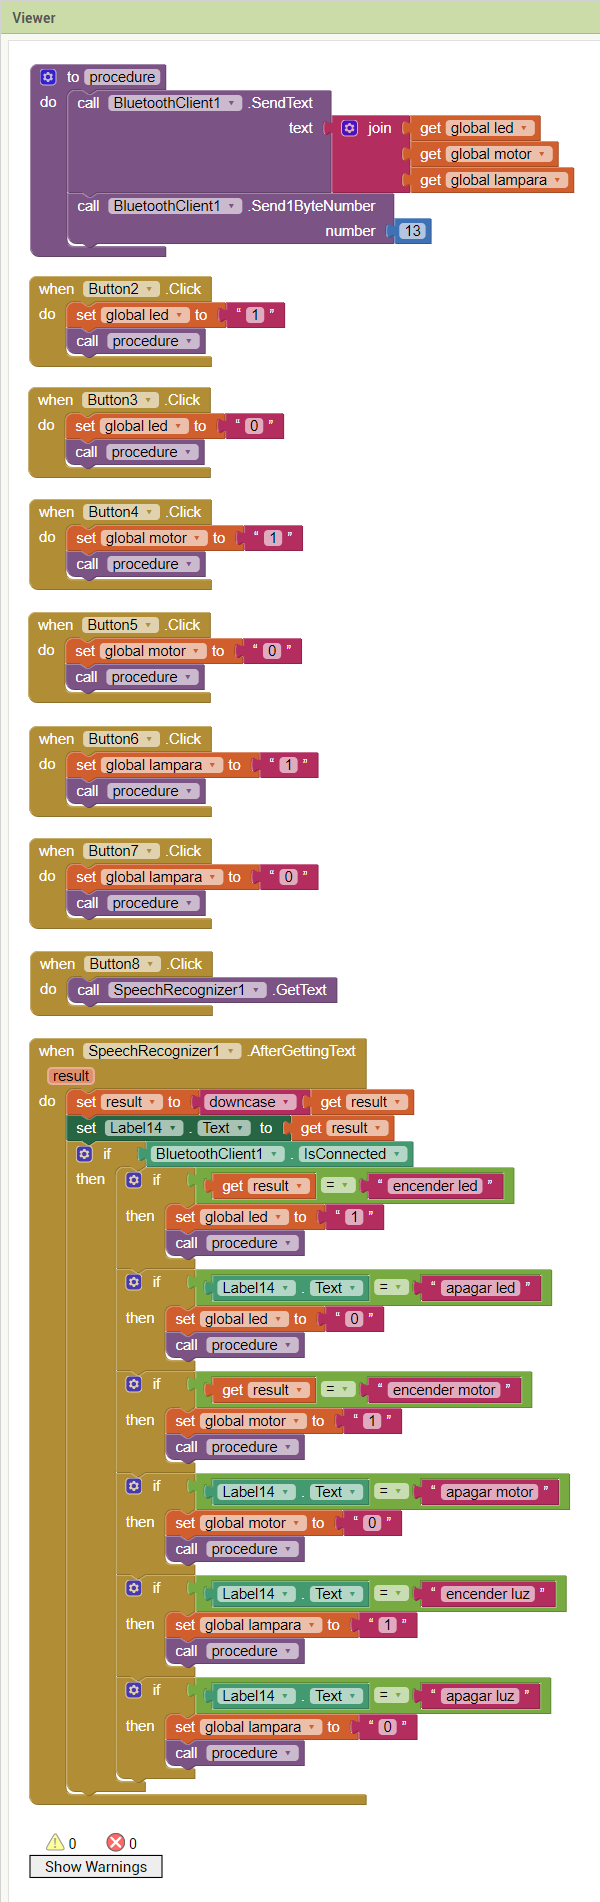 Viewer
to procedure
do call BluetoothClient1 .SendText
text join get global led
get global motor
get global lampara
call BluetoothClient1 .Send1ByteNumber
number 13
when Button2 .Click
do set global led to " 1 "
call procedure
when Button3 .Click
do set global led to " 0 "
call procedure
when Button4 .Click
do set global motor to " 1 "
call procedure
when Button5 .Click
do set global motor to " 0 "
call procedure
when Button6 .Click
do set global lampara to " 1 "
call procedure
when Button7 .Click
do set global lampara to " 0 "
call procedure
when Button8 .Click
do call SpeechRecognizer1 .GetText
when SpeechRecognizer1 .AfterGettingText
result
do set result to downcase get result
set Label14 . Text to get result
if BluetoothClient1 . IsConnected
then if get result = " encender led "
then set global led to " 1 "
call procedure
if Label14 . Text = " apagar led "
then set global led to " 0 "
call procedure
if get result = " encender motor "
then set global motor to " 1 "
call procedure
if Label14 . Text = " apagar motor "
then set global motor to " 0 "
call procedure
if Label14 . Text = " encender luz "
then set global lampara to " 1 "
call procedure
if Label14 . Text = " apagar luz "
then set global lampara to " 0 "
call procedure
0 0
Show Warnings